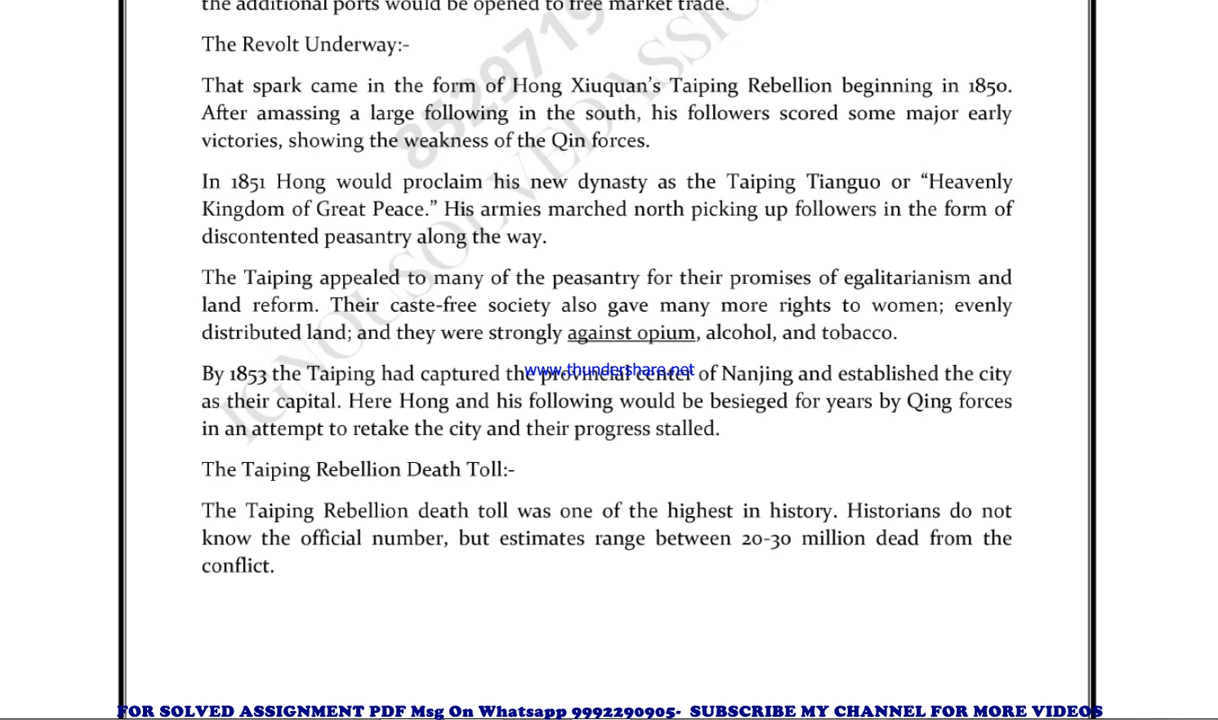 the additional ports would be opened to free market trade.
The Revolt Underway:-
That spark came in the form of Hong Xiuquan’s Taiping Rebellion beginning in 1850.
After amassing a large following in the south, his followers scored some major early
victories, showing the weakness of the Qin forces.
In 1851 Hong would proclaim his new dynasty as the Taiping Tianguo or “Heavenly
Kingdom of Great Peace.” His armies marched north picking up followers in the form of
discontented peasantry along the way.
The Taiping appealed to many of the peasantry for their promises of egalitarianism and
land reform. Their caste-free society also gave many more rights to women; evenly
distributed land; and they were strongly against opium, alcohol, and tobacco.
By 1853 the Taiping had captured the provincial center of Nanjing and established the city
www.thundershare.net
as their capital. Here Hong and his following would be besieged for years by Qing forces
in an attempt to retake the city and their progress stalled.
The Taiping Rebellion Death Toll:-
The Taiping Rebellion death toll was one of the highest in history. Historians do not
know the official number, but estimates range between 20-30 million dead from the
conflict.
8529719
IGNOUSOLVEDASSIG
FOR SOLVED ASSIGNMENT PDF Msg On Whatsapp 9992290905- SUBSCRIBE MY CHANNEL FOR MORE VIDEOS